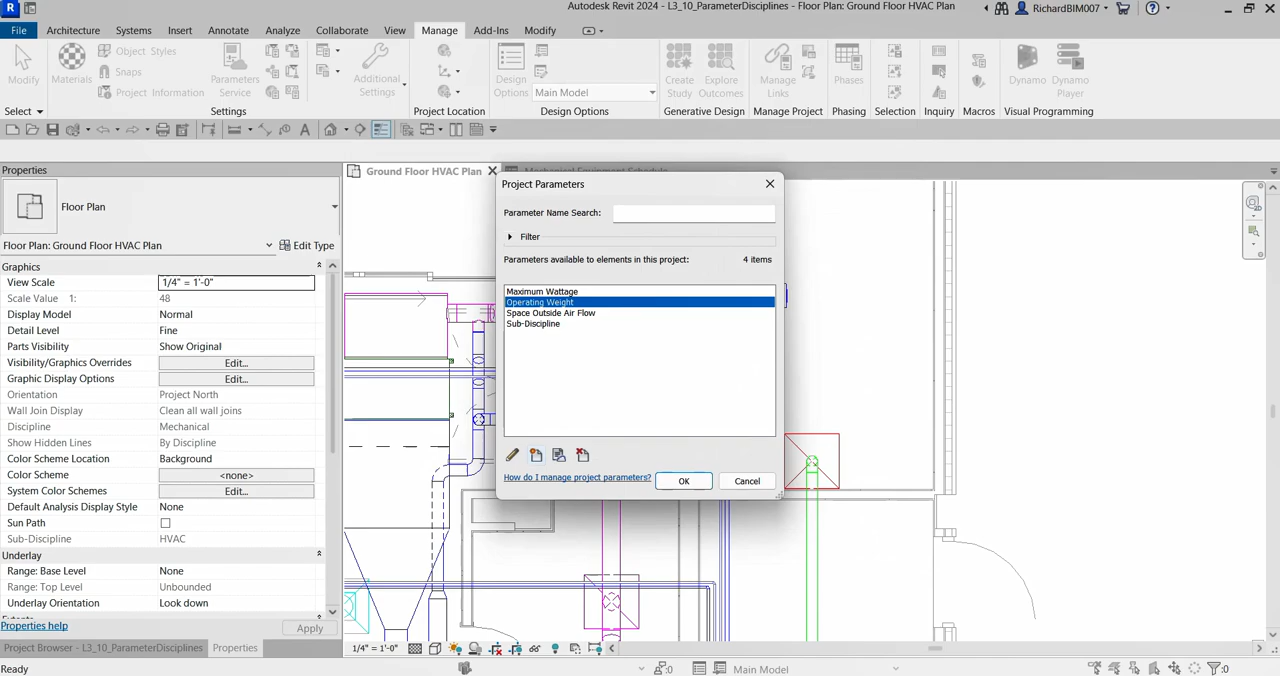 R
Autodesk Revit 2024 - L3_10_ParameterDisciplines - Floor Plan: Ground Floor HVAC Plan
RichardBIM007
File Architecture Systems Insert Annotate Analyze Collaborate View Manage Add-Ins Modify
Modify
Materials
Object Styles
Snaps
Project Information
Parameters
Service
Additional
Settings
Design
Options
Main Model
Create
Study
Explore
Outcomes
Manage
Links
Phases
Dynamo
Dynamo
Player
Select Settings Project Location Design Options Generative Design Manage Project Phasing Selection Inquiry Macros Visual Programming
Properties
Floor Plan
Floor Plan: Ground Floor HVAC Plan Edit Type
Graphics
View Scale 1/4" = 1'-0"
Scale Value 1: 48
Display Model Normal
Detail Level Fine
Parts Visibility Show Original
Visibility/Graphics Overrides Edit...
Graphic Display Options Edit...
Orientation Project North
Wall Join Display Clean all wall joins
Discipline Mechanical
Show Hidden Lines By Discipline
Color Scheme Location Background
Color Scheme <none>
System Color Schemes Edit...
Default Analysis Display Style None
Sun Path
Sub-Discipline HVAC
Underlay
Range: Base Level None
Range: Top Level Unbounded
Underlay Orientation Look down
Extents
Properties help Apply
Project Browser - L3_10_ParameterDisciplines Properties
Ground Floor HVAC Plan
Mechanical Equipment Schedule
Project Parameters
Parameter Name Search:
Filter
Parameters available to elements in this project: 4 items
Maximum Wattage
Operating Weight
Space Outside Air Flow
Sub-Discipline
How do I manage project parameters? OK Cancel
1/4" = 1'-0"
Ready
:0
Main Model
:0